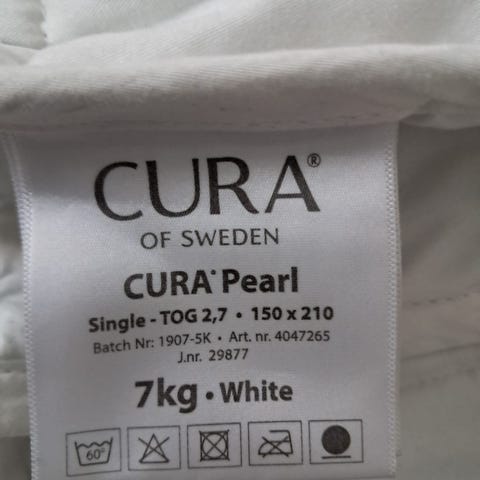 CURA®
OF SWEDEN
CURA® Pearl
Single - TOG 2,7 • 150 x 210
Batch Nr: 1907-5K • Art. nr. 4047265
J.nr. 29877
7kg • White
60°